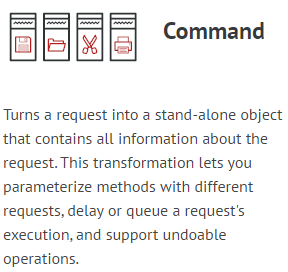 Command
Turns a request into a stand-alone object
that contains all information about the
request. This transformation lets you
parameterize methods with different
requests, delay or queue a request's
execution, and support undoable
operations.